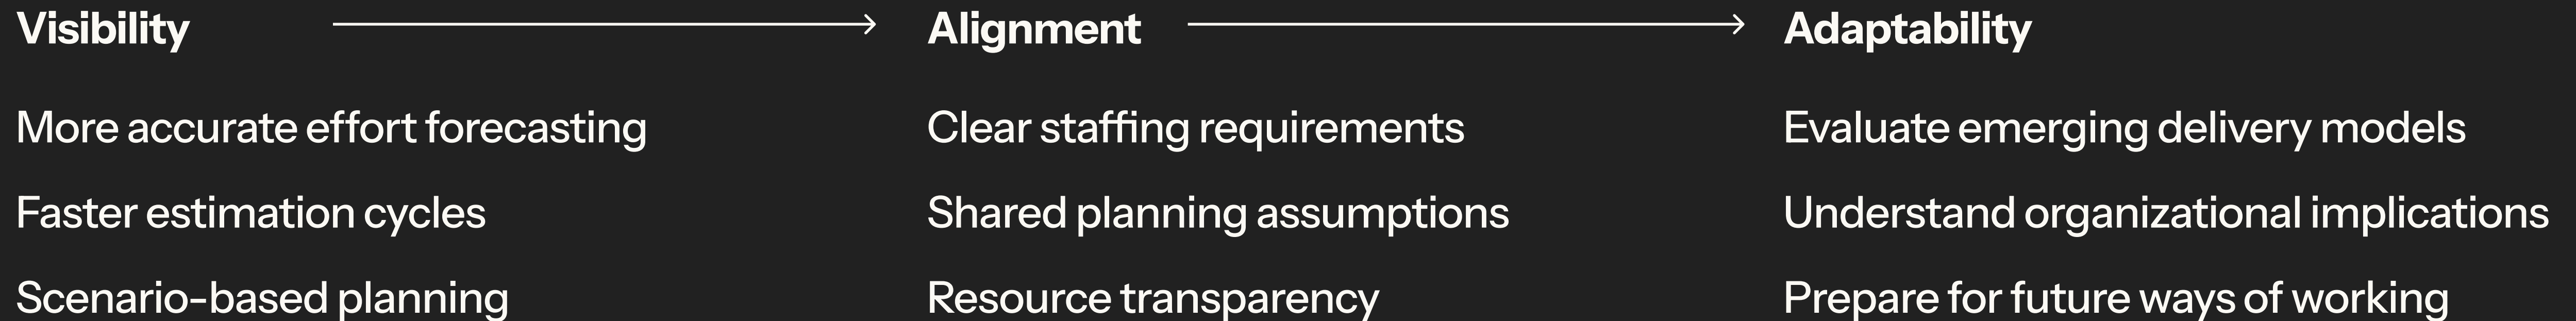 Visibility
More accurate effort forecasting
Faster estimation cycles
Scenario-based planning
Alignment
Clear staffing requirements
Shared planning assumptions
Resource transparency
Adaptability
Evaluate emerging delivery models
Understand organizational implications
Prepare for future ways of working